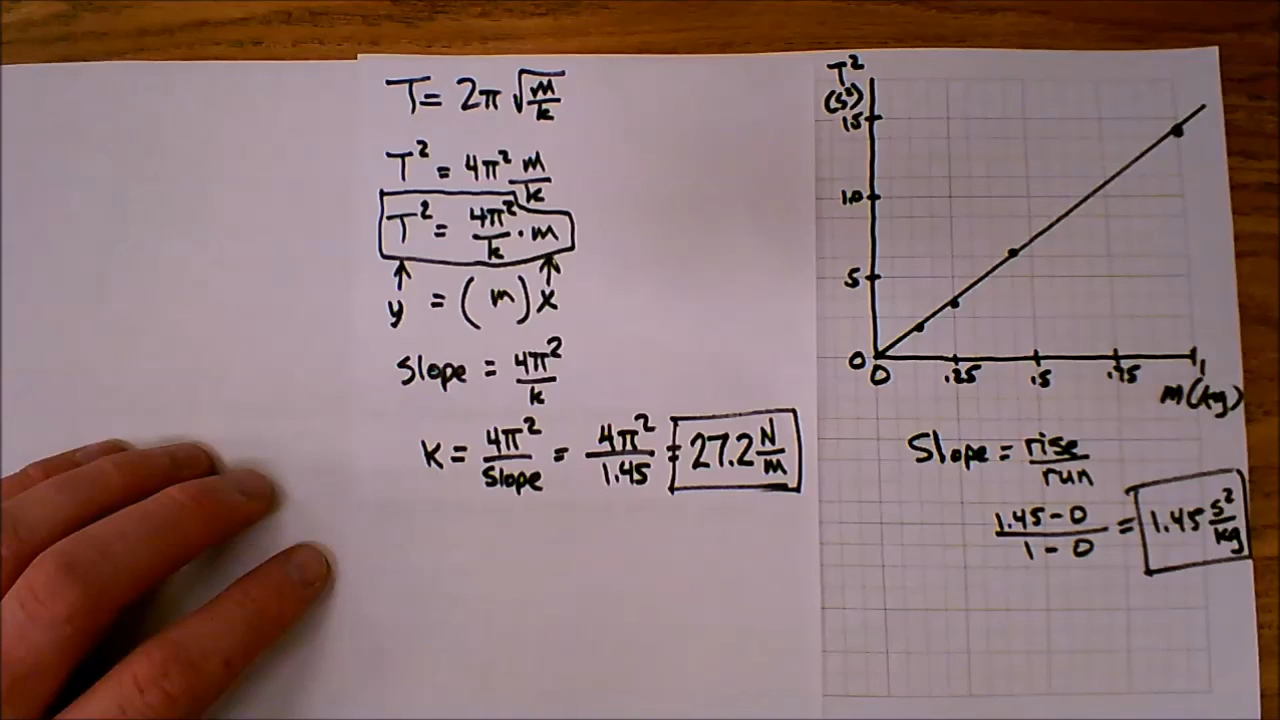 T = 2π √(m/k)
T² = 4π² m/k
T² = 4π²/k · m
y = ( m ) x
Slope = 4π²/k
K = 4π²/Slope = 4π²/1.45 = 27.2 N/m
T²
(s²)
15
10
5
0
0 .25 .5 .75 1
m(kg)
Slope = rise/run
1.45 - 0/1 - 0 = 1.45 s²/kg